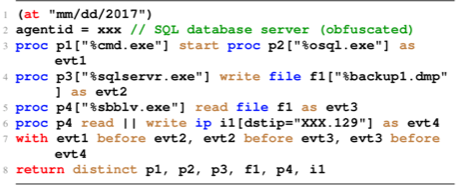 1 (at "mm/dd/2017")
2 agentid = xxx // SQL database server (obfuscated)
3 proc p1["%cmd.exe"] start proc p2["%osql.exe"] as
evt1
4 proc p3["%sqlservr.exe"] write file f1["%backup1.dmp"
] as evt2
5 proc p4["%sbblv.exe"] read file f1 as evt3
6 proc p4 read || write ip i1[dstip="XXX.129"] as evt4
7 with evt1 before evt2, evt2 before evt3, evt3 before
evt4
8 return distinct p1, p2, p3, f1, p4, i1